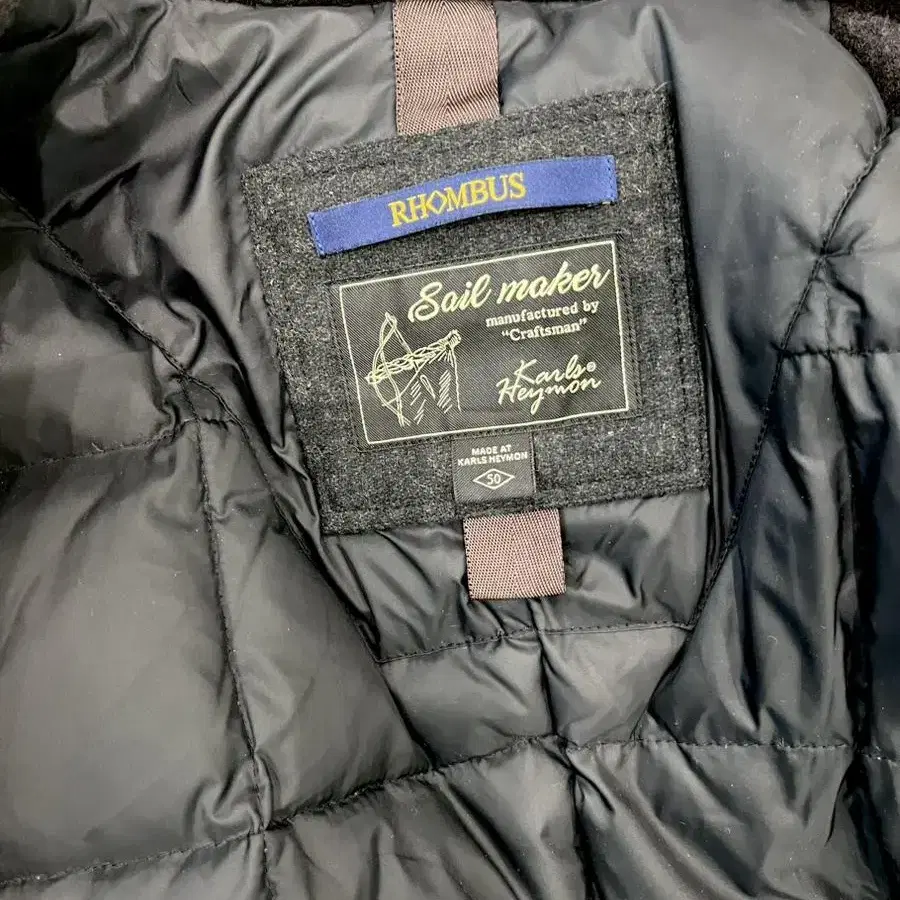 RHOMBUS
Sail maker
manufactured by
"Craftsman"
Karls®
Heymon
MADE AT
KARLS HEYMON
50